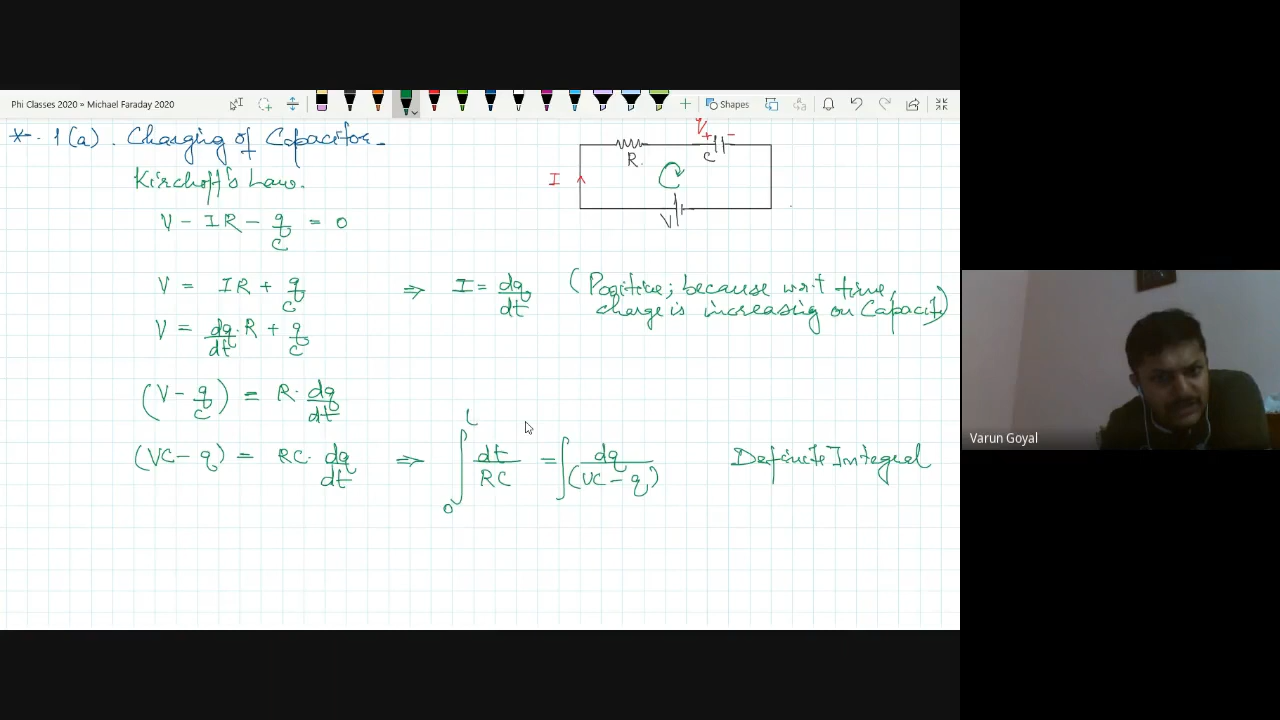 Phi Classes 2020 » Michael Faraday 2020
Shapes
*. 1(a). Charging of Capacitor.
Kirchoff's Law.
V - IR - q/C = 0
V = IR + q/C ⇒ I = dq/dt (Positive; because w.r.t time,
charge is increasing on Capacit)
V = dq/dt · R + q/C
(V - q/C) = R · dq/dt
(VC - q) = RC · dq/dt ⇒ ∫ 0 dt/RC = ∫ dq/(VC - q) Definite Integral
I
R
q
+
-
C
V
Varun Goyal